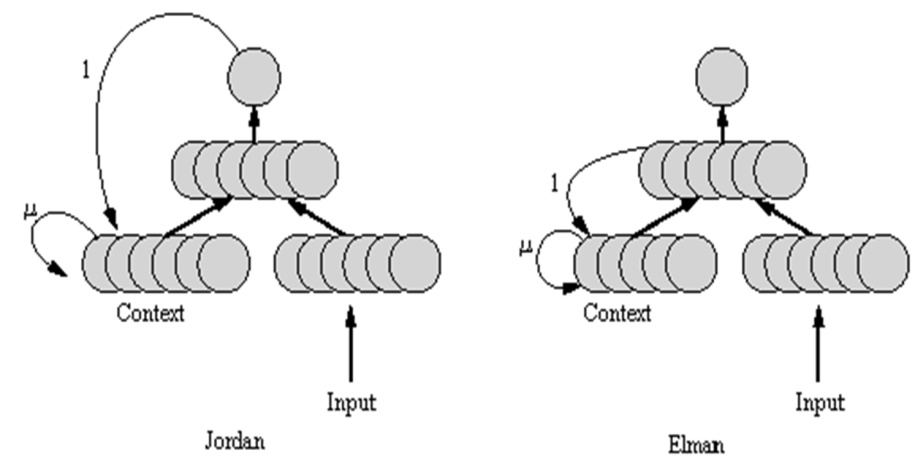 1
μ
Context
Input
Jordan
1
μ
Context
Input
Elman